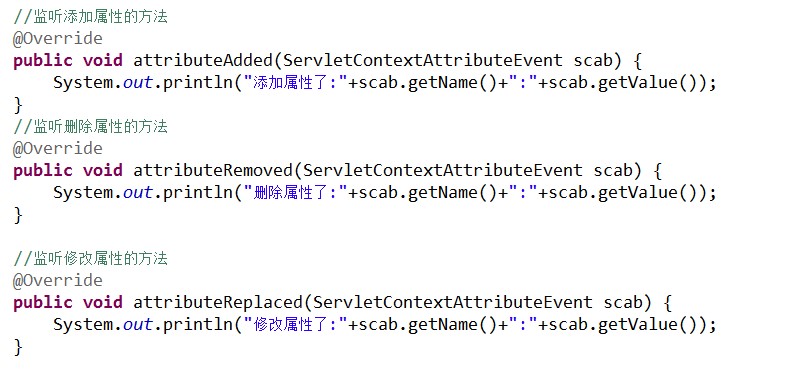 //监听添加属性的方法
@Override
public void attributeAdded(ServletContextAttributeEvent scab) {
    System.out.println("添加属性了:"+scab.getName()+":"+scab.getValue());
}
//监听删除属性的方法
@Override
public void attributeRemoved(ServletContextAttributeEvent scab) {
    System.out.println("删除属性了:"+scab.getName()+":"+scab.getValue());
}

//监听修改属性的方法
@Override
public void attributeReplaced(ServletContextAttributeEvent scab) {
    System.out.println("修改属性了:"+scab.getName()+":"+scab.getValue());
}